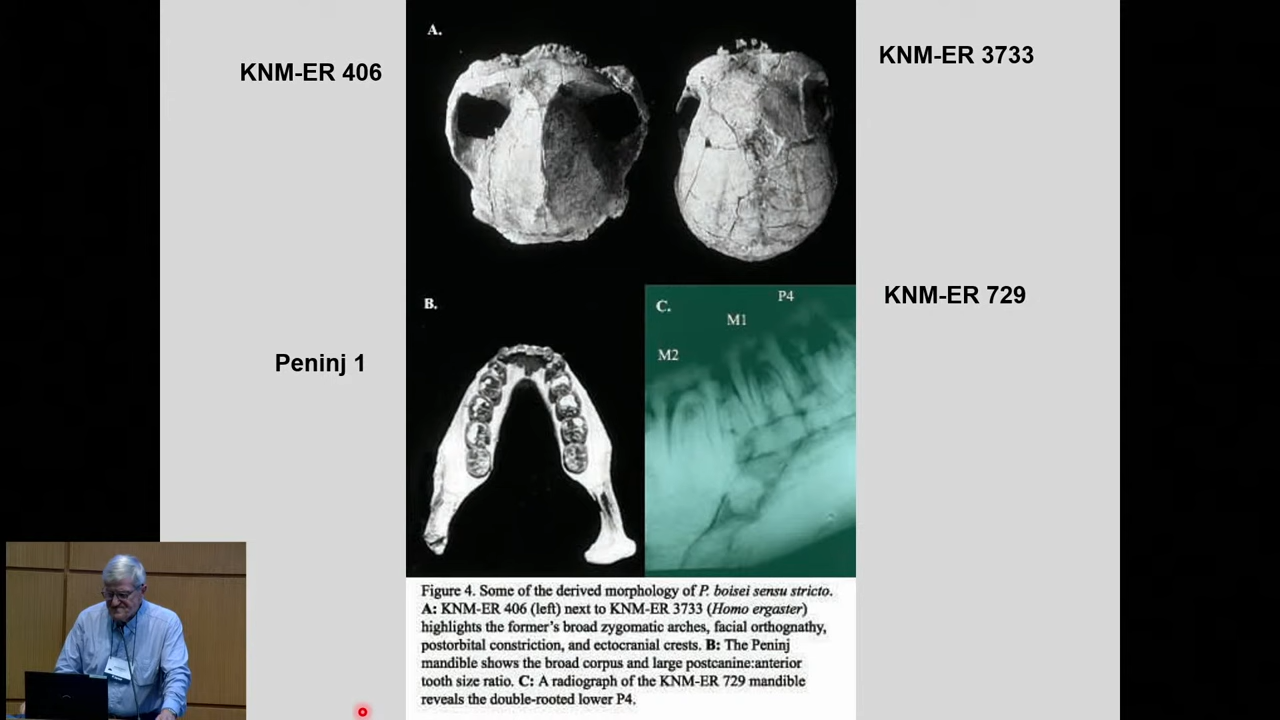 KNM-ER 406
A.
KNM-ER 3733
B.
C.
P4
M1
M2
KNM-ER 729
Peninj 1
Figure 4. Some of the derived morphology of P. boisei sensu stricto.
A: KNM-ER 406 (left) next to KNM-ER 3733 (Homo ergaster)
highlights the former's broad zygomatic arches, facial orthognathy,
postorbital constriction, and ectocranial crests. B: The Peninj
mandible shows the broad corpus and large postcanine:anterior
tooth size ratio. C: A radiograph of the KNM-ER 729 mandible
reveals the double-rooted lower P4.